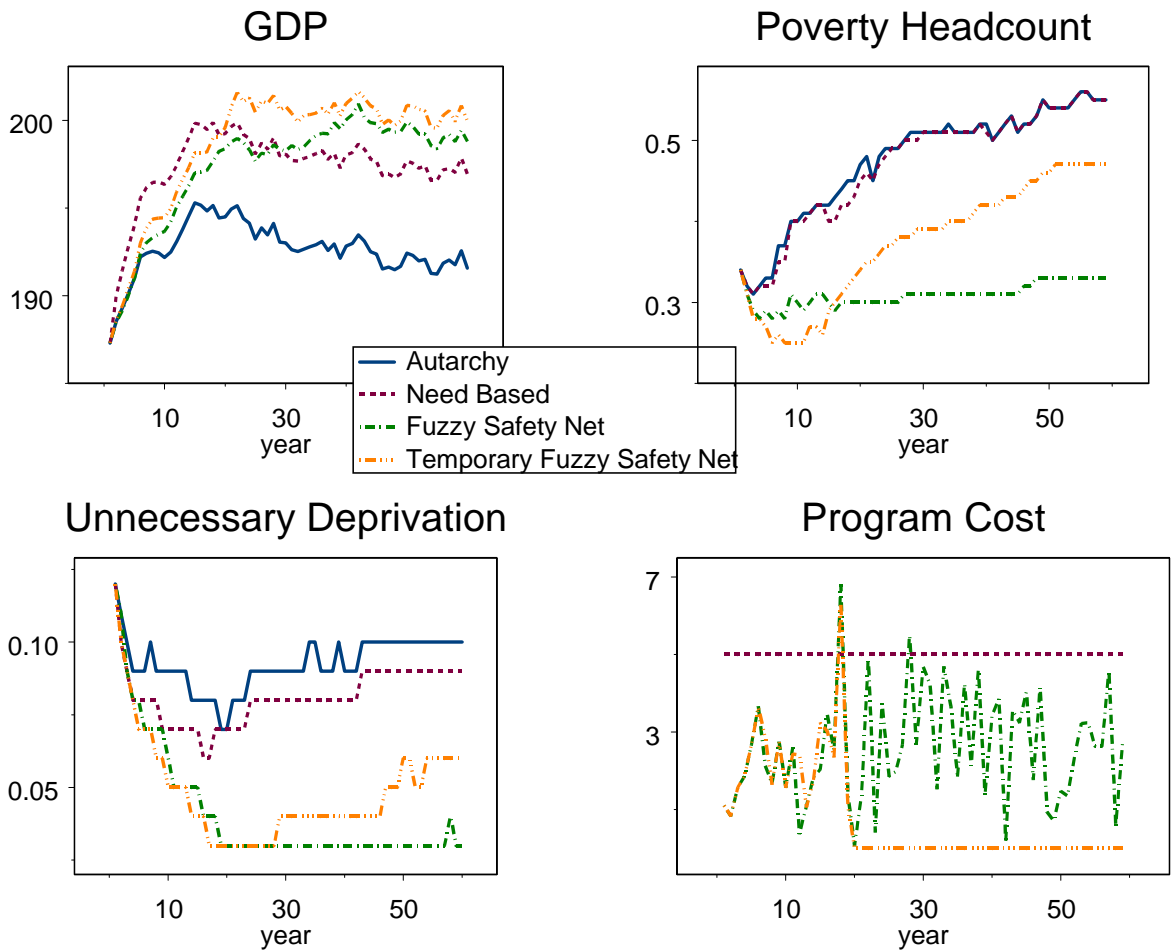 GDP
200
190
10
30
year
Poverty Headcount
0.5
0.3
10
30
50
year
Autarchy
Need Based
Fuzzy Safety Net
Temporary Fuzzy Safety Net
Unnecessary Deprivation
0.10
0.05
10
30
50
year
Program Cost
7
3
10
30
50
year